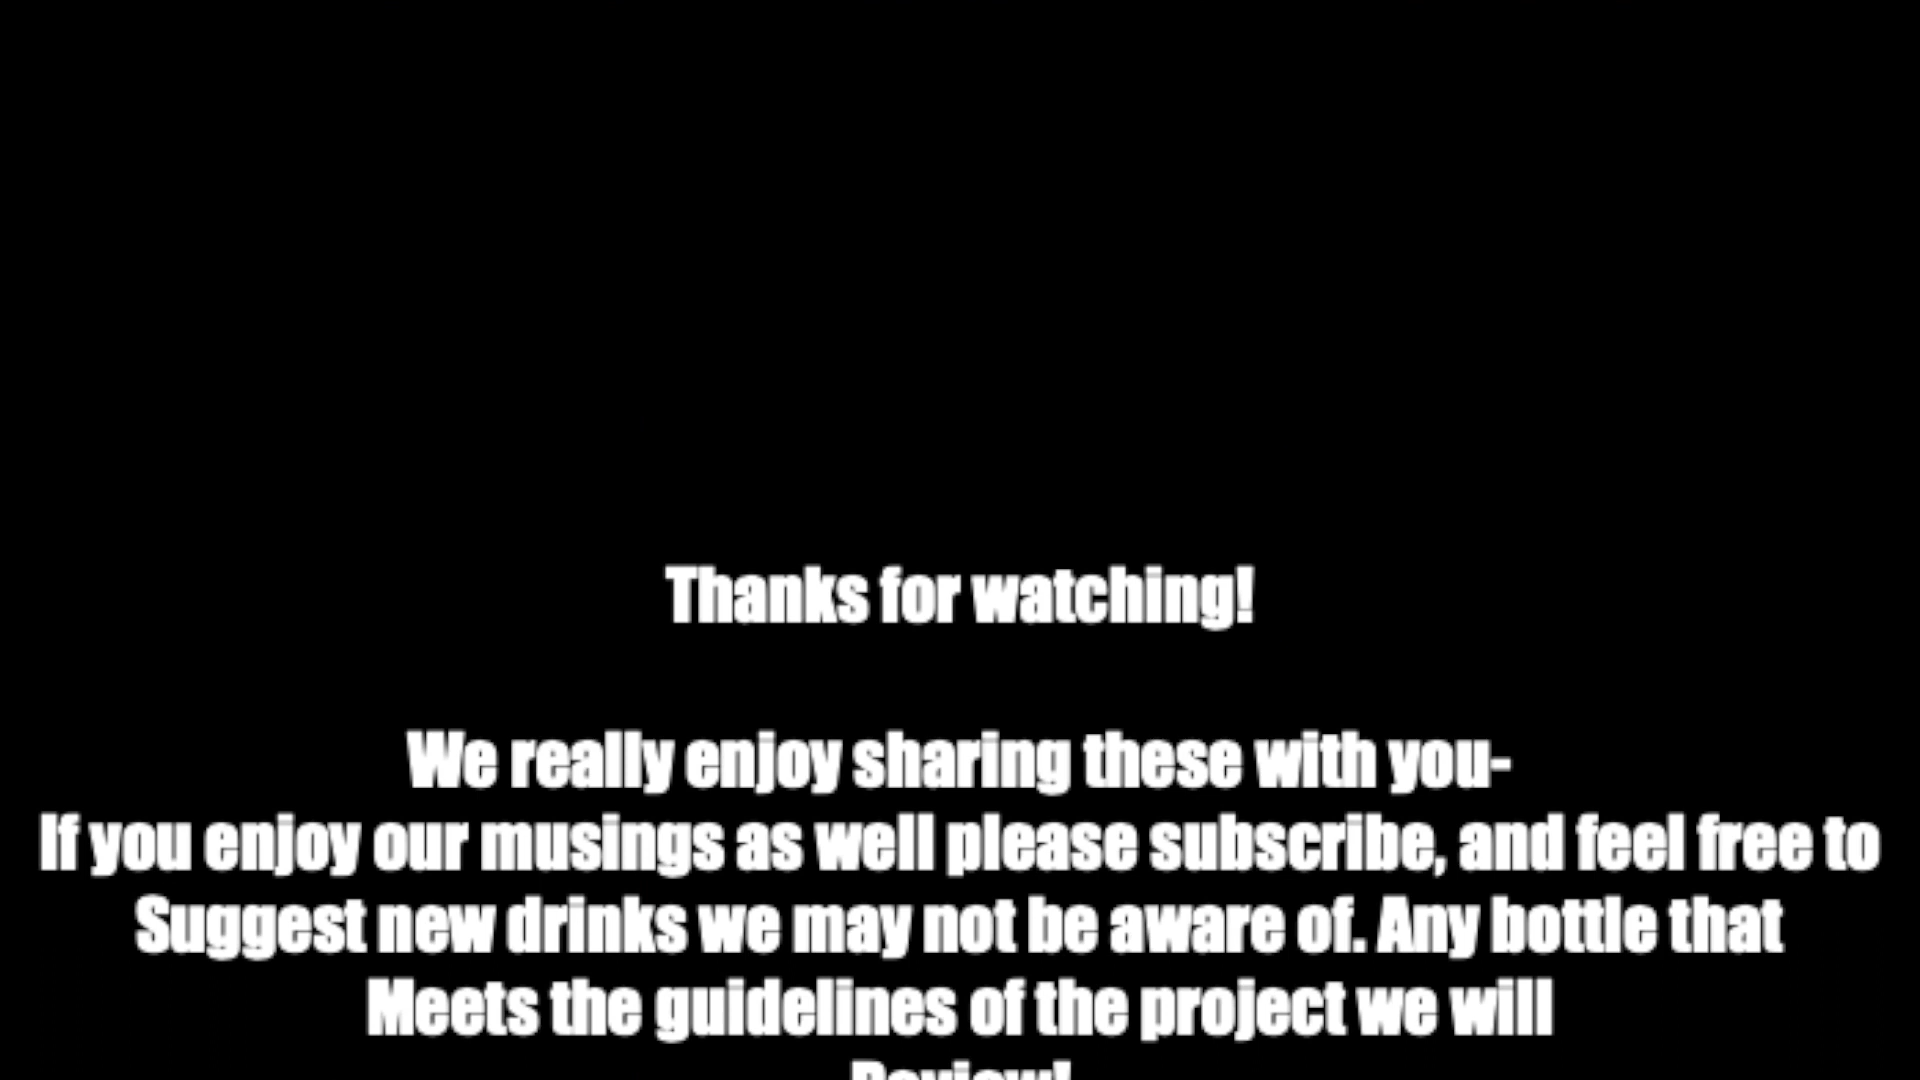 Thanks for watching!
We really enjoy sharing these with you-
If you enjoy our musings as well please subscribe, and feel free to
Suggest new drinks we may not be aware of. Any bottle that
Meets the guidelines of the project we will
Review!